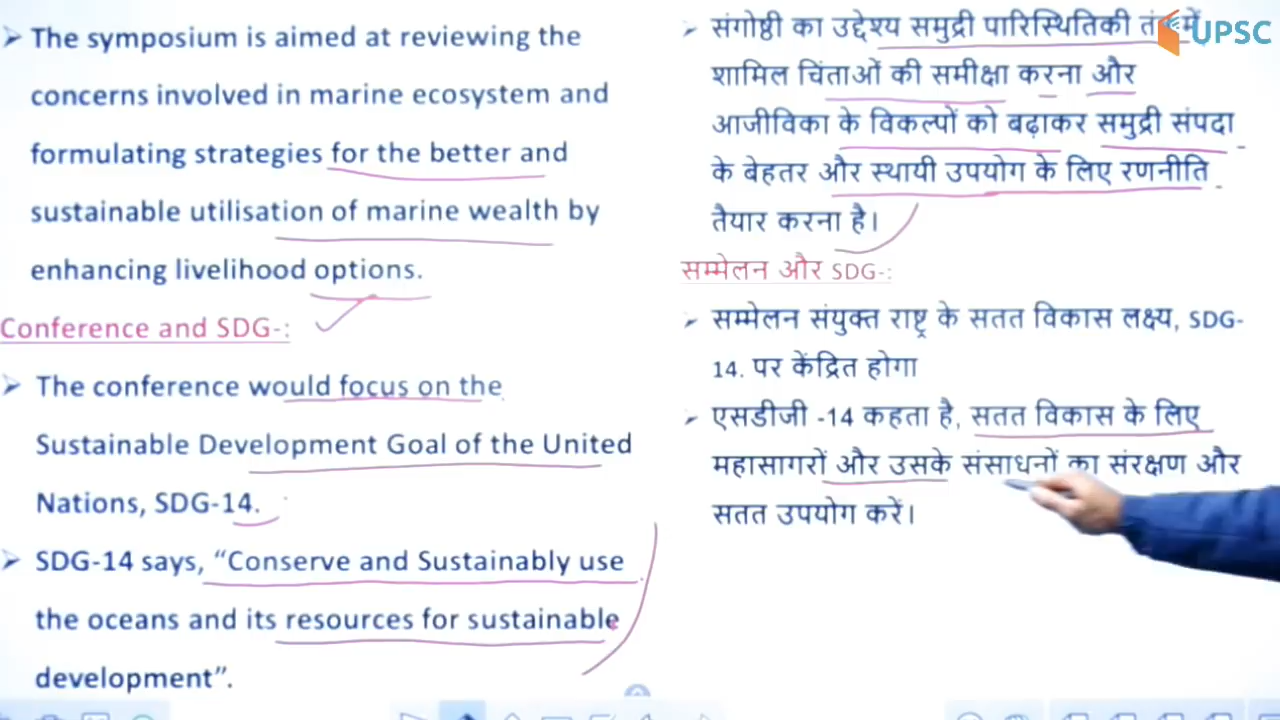 The symposium is aimed at reviewing the
concerns involved in marine ecosystem and
formulating strategies for the better and
sustainable utilisation of marine wealth by
enhancing livelihood options.
Conference and SDG-:
The conference would focus on the
Sustainable Development Goal of the United
Nations, SDG-14.
SDG-14 says, “Conserve and Sustainably use
the oceans and its resources for sustainable
development”.
UPSC
संगोष्ठी का उद्देश्य समुद्री पारिस्थितिकी तंत्र में
शामिल चिंताओं की समीक्षा करना और
आजीविका के विकल्पों को बढ़ाकर समुद्री संपदा
के बेहतर और स्थायी उपयोग के लिए रणनीति
तैयार करना है।
सम्मेलन और SDG-:
सम्मेलन संयुक्त राष्ट्र के सतत विकास लक्ष्य, SDG-
14. पर केंद्रित होगा
एसडीजी -14 कहता है, सतत विकास के लिए
महासागरों और उसके संसाधनों का संरक्षण और
सतत उपयोग करें।